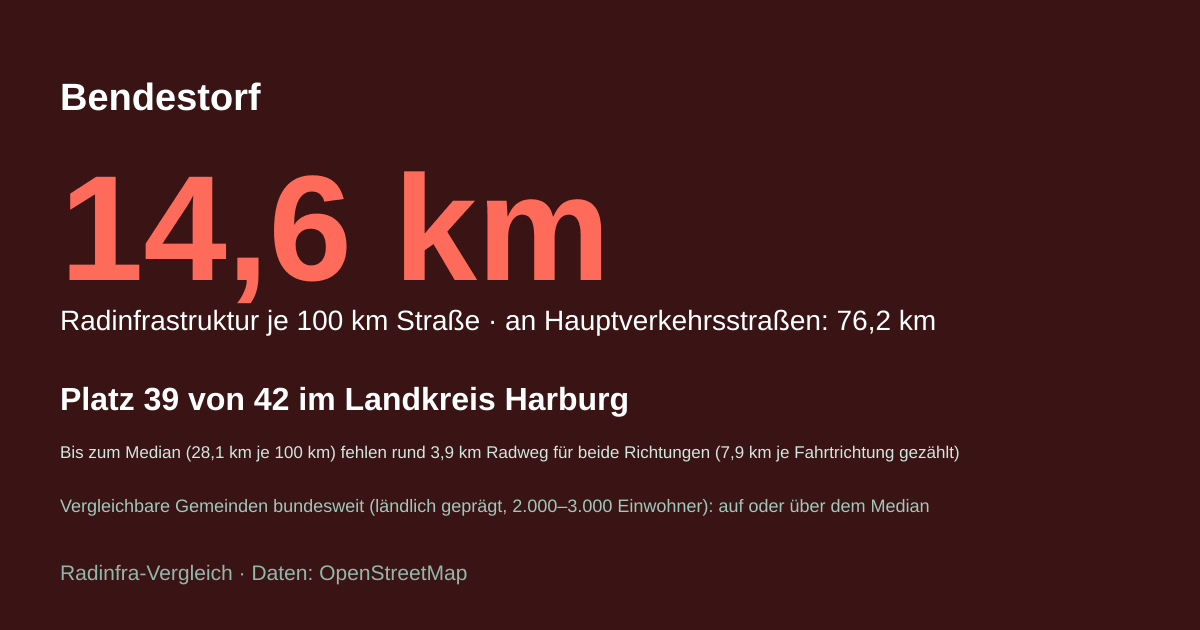 Bendestorf
14,6 km
Radinfrastruktur je 100 km Straße · an Hauptverkehrsstraßen: 76,2 km
Platz 39 von 42 im Landkreis Harburg
Bis zum Median (28,1 km je 100 km) fehlen rund 3,9 km Radweg für beide Richtungen (7,9 km je Fahrtrichtung gezählt)
Vergleichbare Gemeinden bundesweit (ländlich geprägt, 2.000–3.000 Einwohner): auf oder über dem Median
Radinfra-Vergleich · Daten: OpenStreetMap